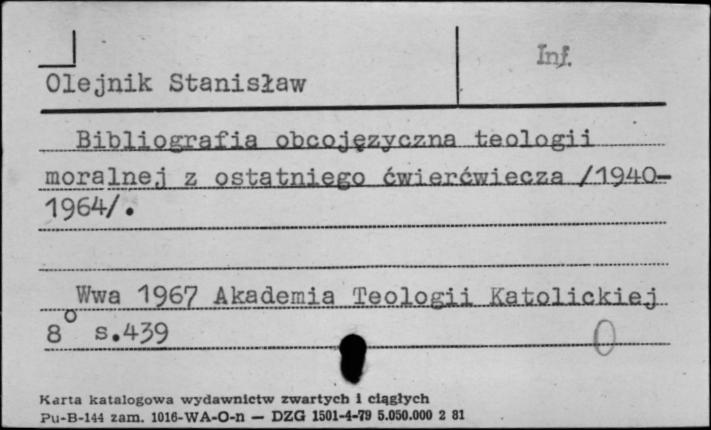 Inf.
Olejnik Stanisław
Bibliografia obcojęzyczna teologii
moralnej z ostatniego ćwierćwiecza /1940-
1964/.
Wwa 1967 Akademia Teologii Katolickiej
8° s.439
0
Karta katalogowa wydawnictw zwartych i ciągłych
Pu-B-144 zam. 1016-WA-O-n — DZG 1501-4-79 5.050.000 2 81